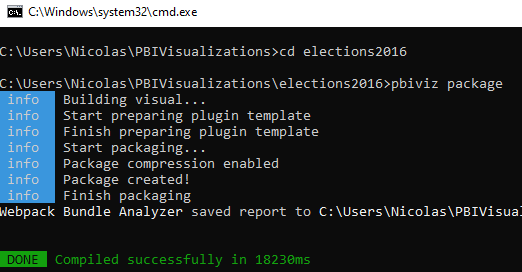 C:\Windows\system32\cmd.exe
C:\Users\Nicolas\PBIVisualizations>cd elections2016
C:\Users\Nicolas\PBIVisualizations\elections2016>pbiviz package
info Building visual...
info Start preparing plugin template
info Finish preparing plugin template
info Start packaging...
info Package compression enabled
info Package created!
info Finish packaging
Webpack Bundle Analyzer saved report to C:\Users\Nicolas\PBIVisual
DONE Compiled successfully in 18230ms